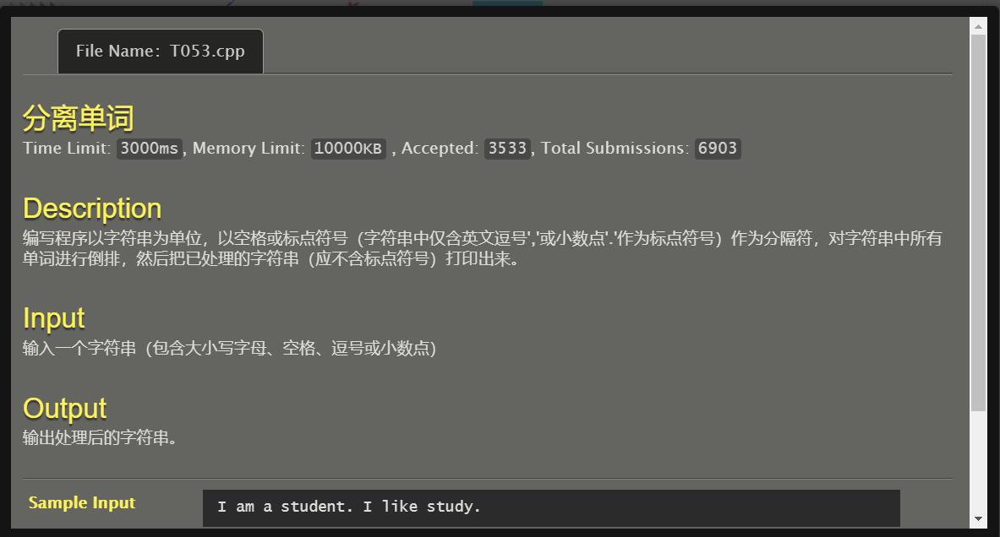 File Name: T053.cpp
分离单词
Time Limit: 3000ms, Memory Limit: 10000KB , Accepted: 3533, Total Submissions: 6903
Description
编写程序以字符串为单位，以空格或标点符号（字符串中仅含英文逗号','或小数点'.'作为标点符号）作为分隔符，对字符串中所有
单词进行倒排，然后把已处理的字符串（应不含标点符号）打印出来。
Input
输入一个字符串（包含大小写字母、空格、逗号或小数点）
Output
输出处理后的字符串。
Sample Input
I am a student. I like study.